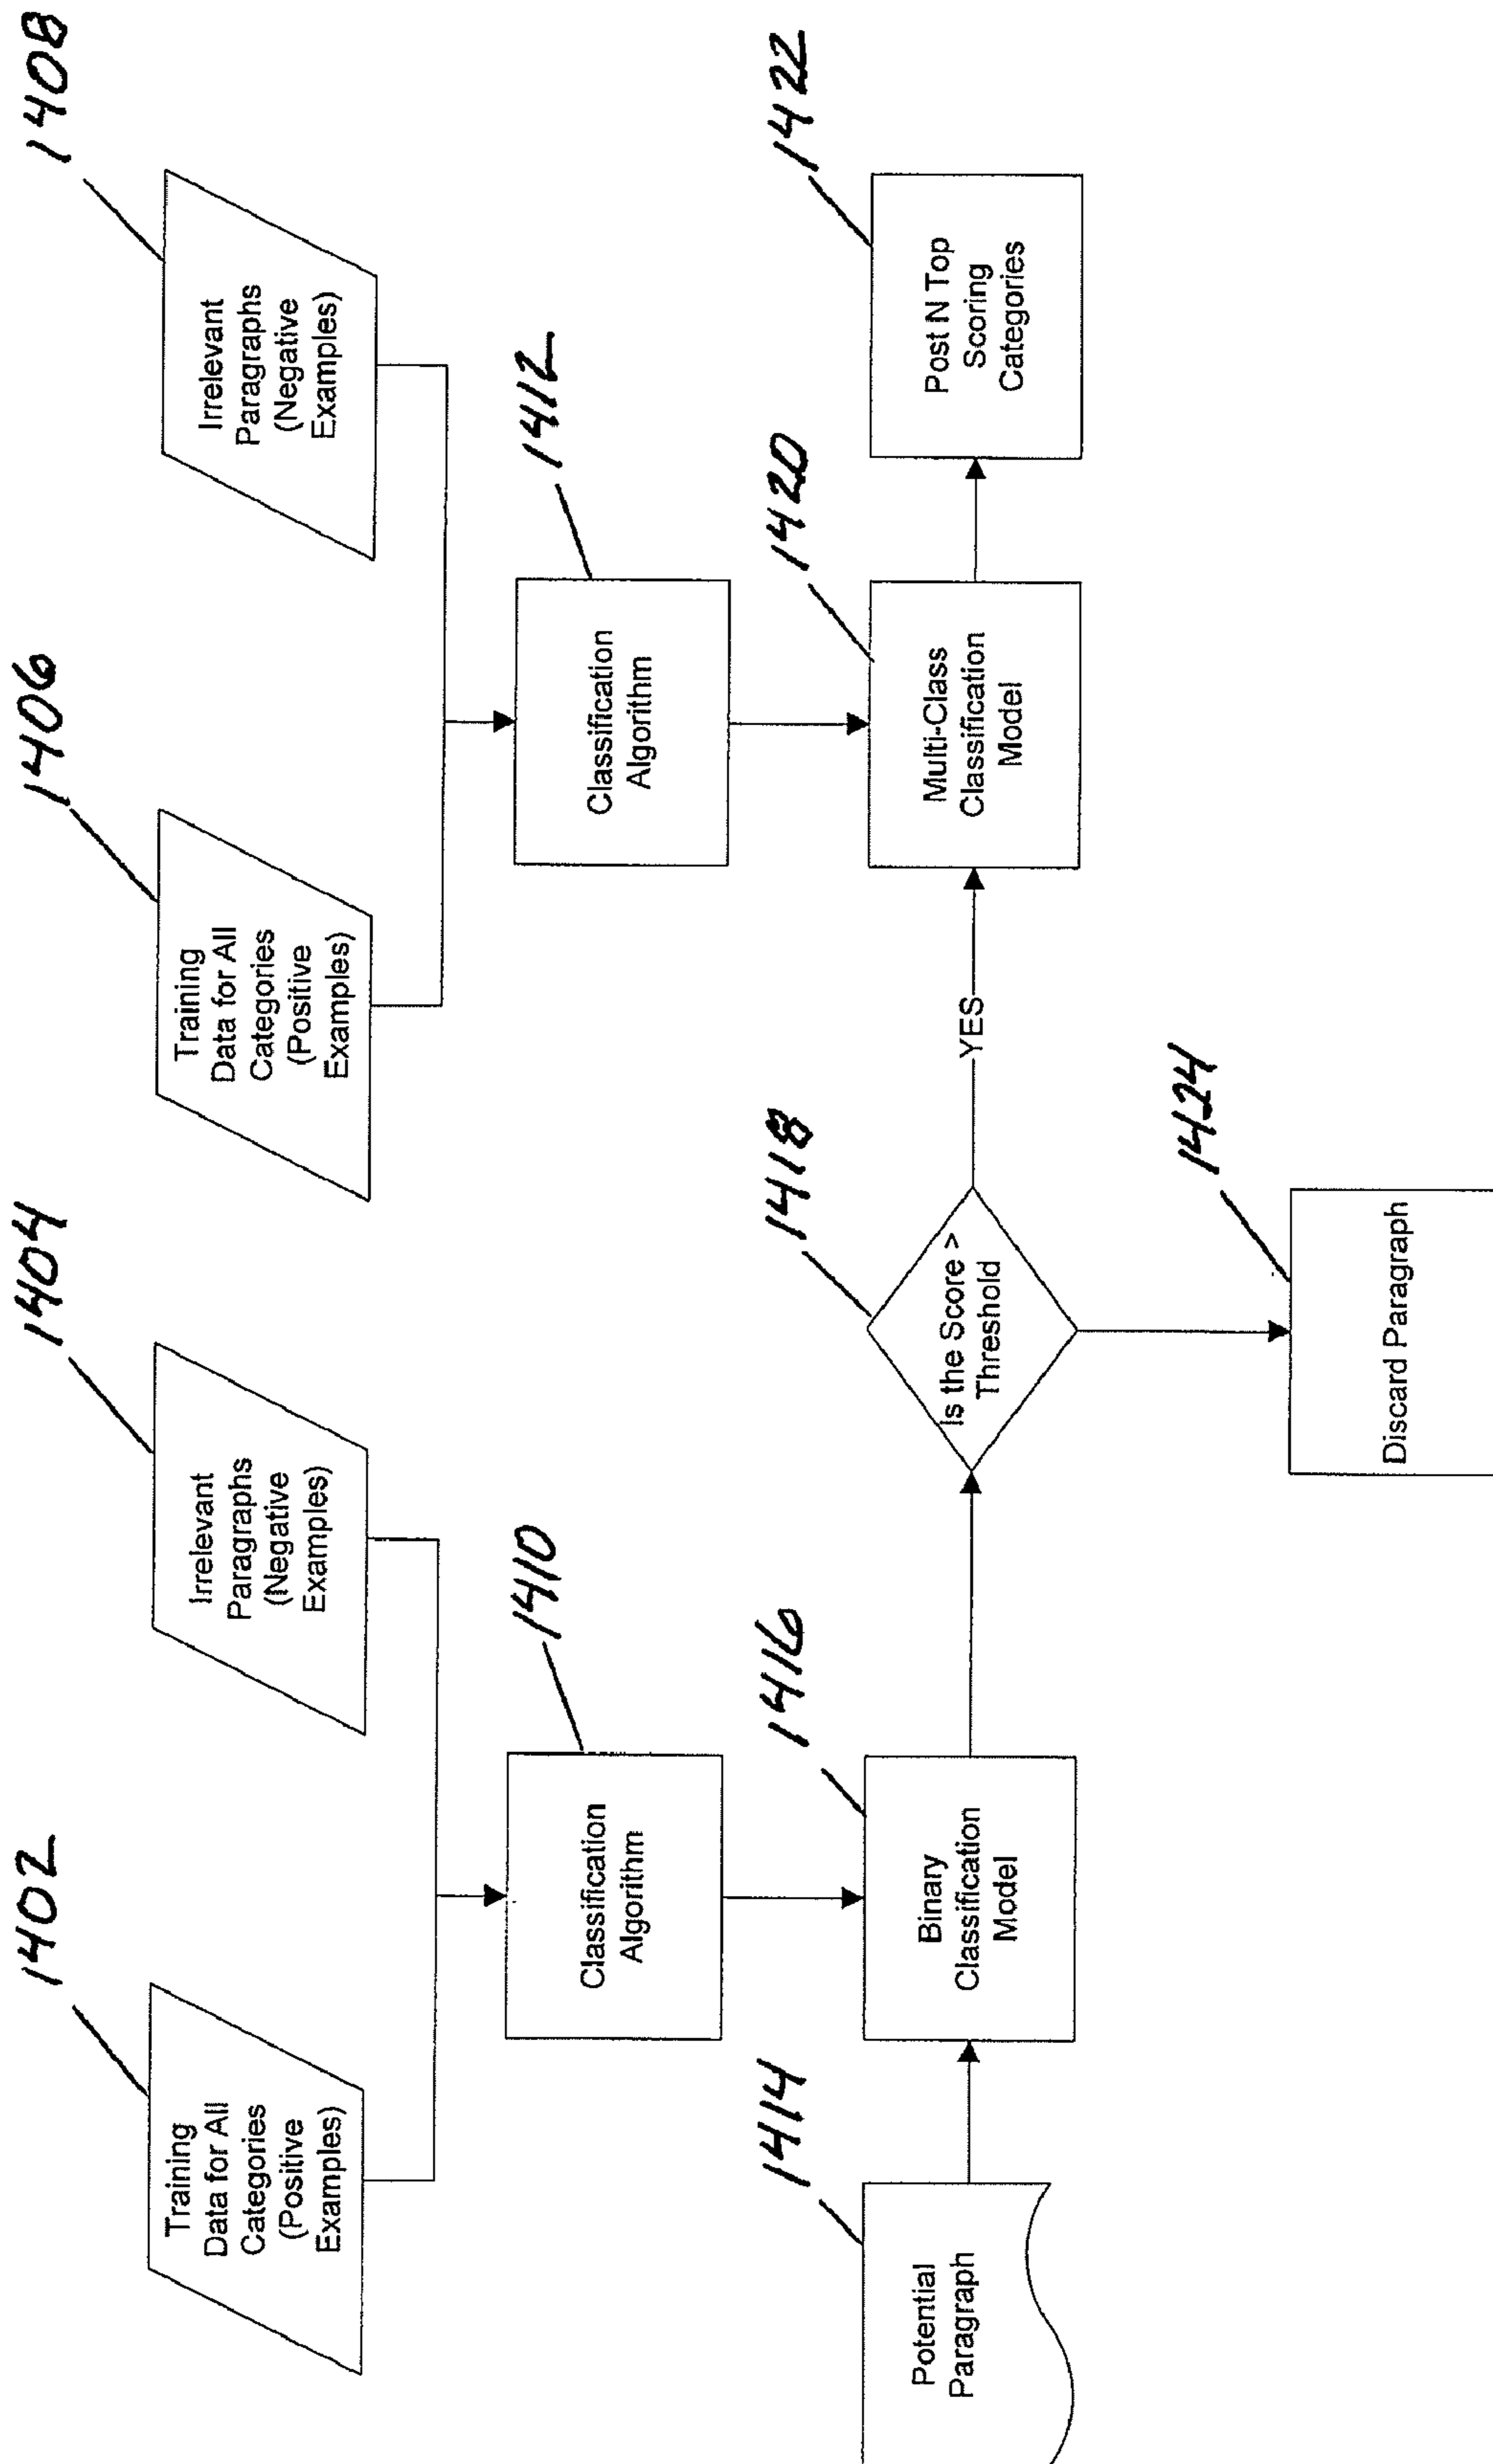 1402
1404
1406
1408
Training
Data for All
Categories
(Positive
Examples)
Irrelevant
Paragraphs
(Negative
Examples)
Training
Data for All
Categories
(Positive
Examples)
Irrelevant
Paragraphs
(Negative
Examples)
1410
1412
Classification
Algorithm
Classification
Algorithm
1414
1416
1418
1420
1422
Potential
Paragraph
Binary
Classification
Model
Is the Score >
Threshold
YES
Multi-Class
Classification
Model
Post N Top
Scoring
Categories
1424
Discard Paragraph